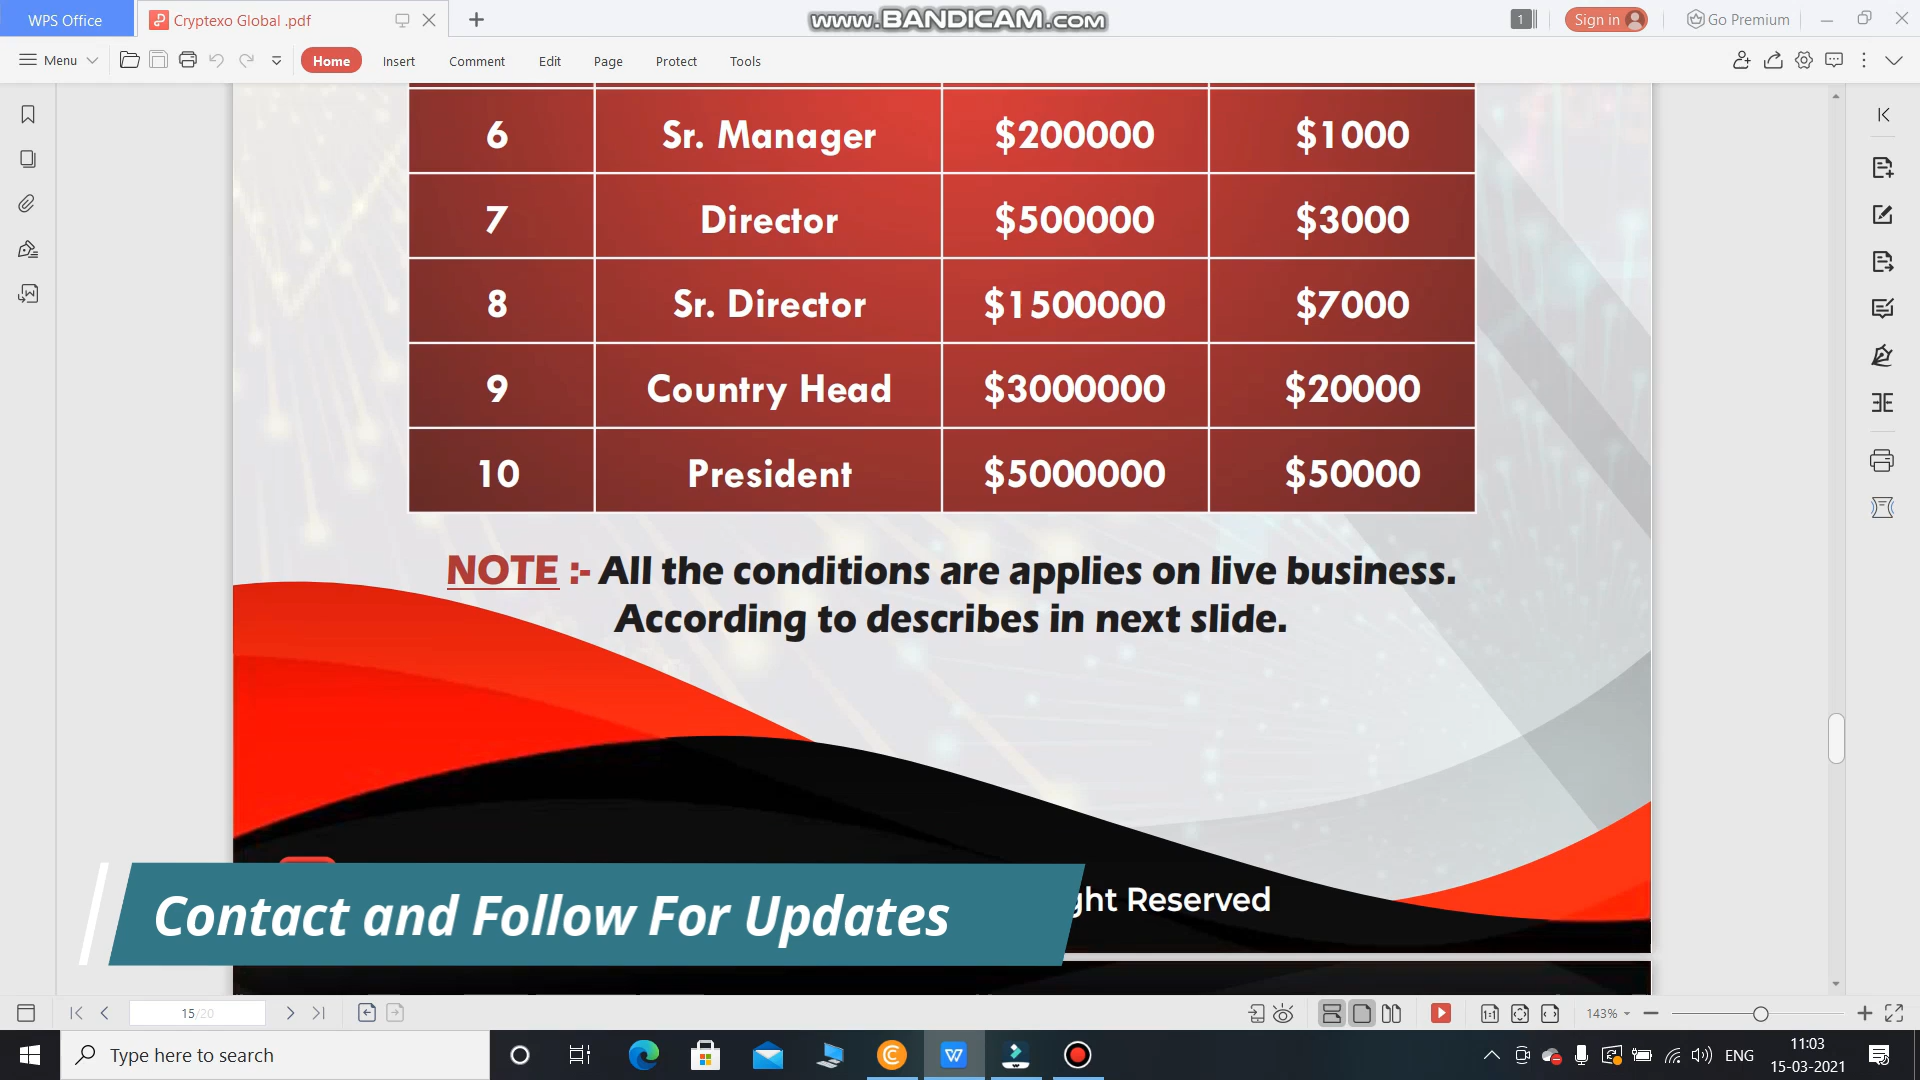 WPS Office
Cryptexo Global .pdf
www.BANDICAM.com
1
Sign in
Go Premium
Menu
Home
Insert
Comment
Edit
Page
Protect
Tools
6 Sr. Manager $200000 $1000
7 Director $500000 $3000
8 Sr. Director $1500000 $7000
9 Country Head $3000000 $20000
10 President $5000000 $50000
NOTE :- All the conditions are applies on live business.
According to describes in next slide.
Contact and Follow For Updates
ght Reserved
15/20
1:1
143%
Type here to search
ENG
11:03
15-03-2021